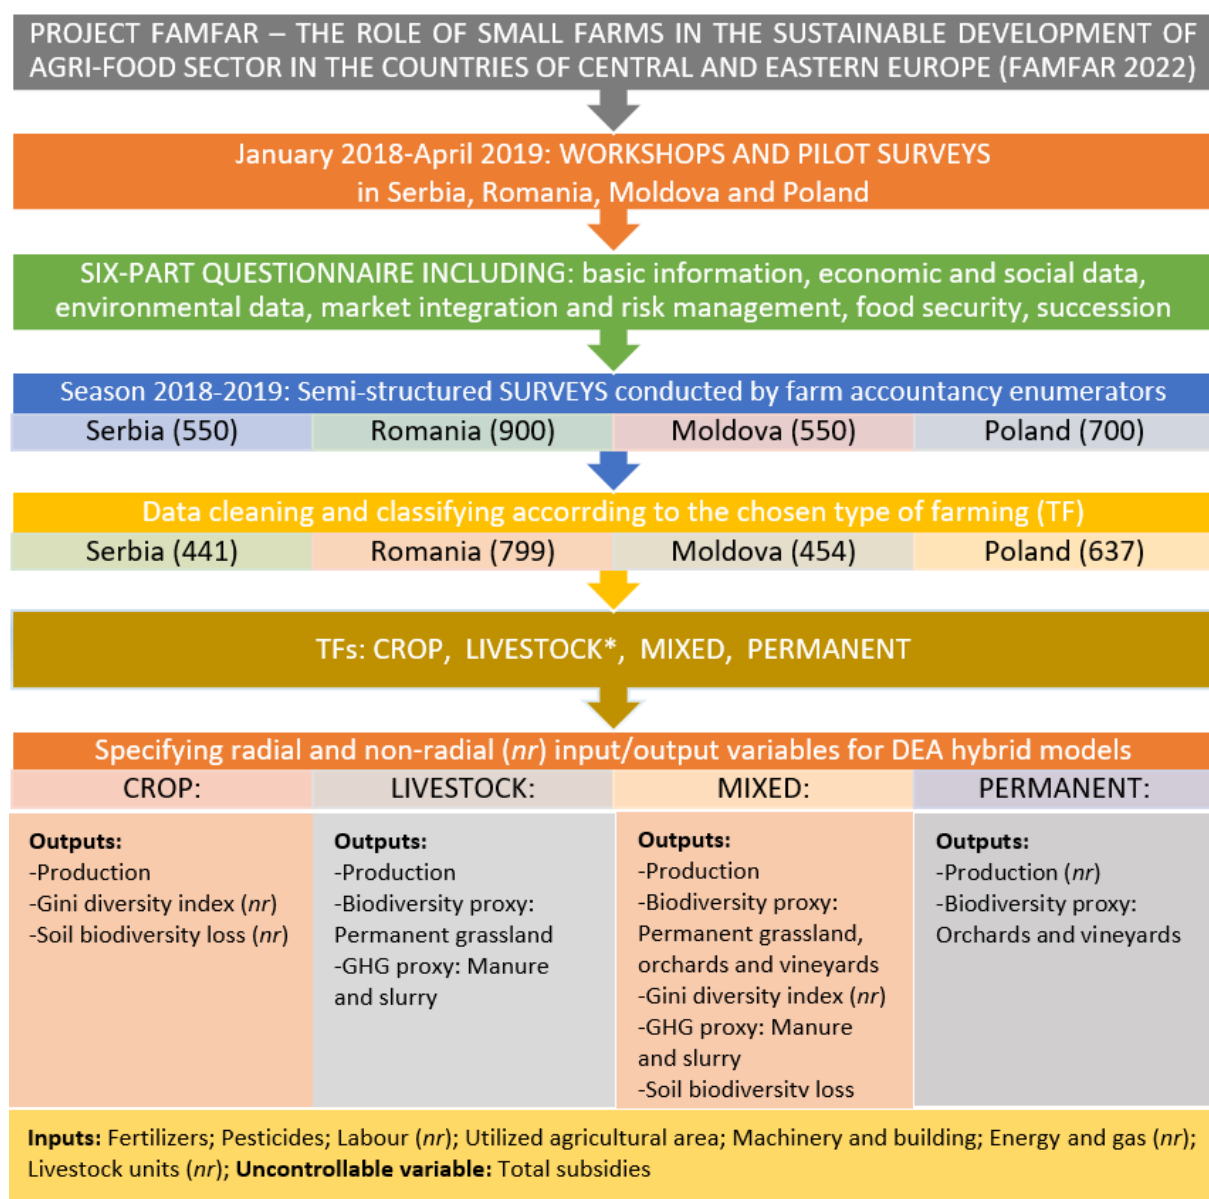 PROJECT FAMFAR – THE ROLE OF SMALL FARMS IN THE SUSTAINABLE DEVELOPMENT OF
AGRI-FOOD SECTOR IN THE COUNTRIES OF CENTRAL AND EASTERN EUROPE (FAMFAR 2022)
January 2018-April 2019: WORKSHOPS AND PILOT SURVEYS
in Serbia, Romania, Moldova and Poland
SIX-PART QUESTIONNAIRE INCLUDING: basic information, economic and social data,
environmental data, market integration and risk management, food security, succession
Season 2018-2019: Semi-structured SURVEYS conducted by farm accountancy enumerators
Serbia (550) Romania (900) Moldova (550) Poland (700)
Data cleaning and classifying accorrding to the chosen type of farming (TF)
Serbia (441) Romania (799) Moldova (454) Poland (637)
TFs: CROP, LIVESTOCK*, MIXED, PERMANENT
Specifying radial and non-radial (nr) input/output variables for DEA hybrid models
CROP:
Outputs:
-Production
-Gini diversity index (nr)
-Soil biodiversity loss (nr)
LIVESTOCK:
Outputs:
-Production
-Biodiversity proxy:
Permanent grassland
-GHG proxy: Manure
and slurry
MIXED:
Outputs:
-Production
-Biodiversity proxy:
Permanent grassland,
orchards and vineyards
-Gini diversity index (nr)
-GHG proxy: Manure
and slurry
-Soil biodiversity loss
PERMANENT:
Outputs:
-Production (nr)
-Biodiversity proxy:
Orchards and vineyards
Inputs: Fertilizers; Pesticides; Labour (nr); Utilized agricultural area; Machinery and building; Energy and gas (nr);
Livestock units (nr); Uncontrollable variable: Total subsidies